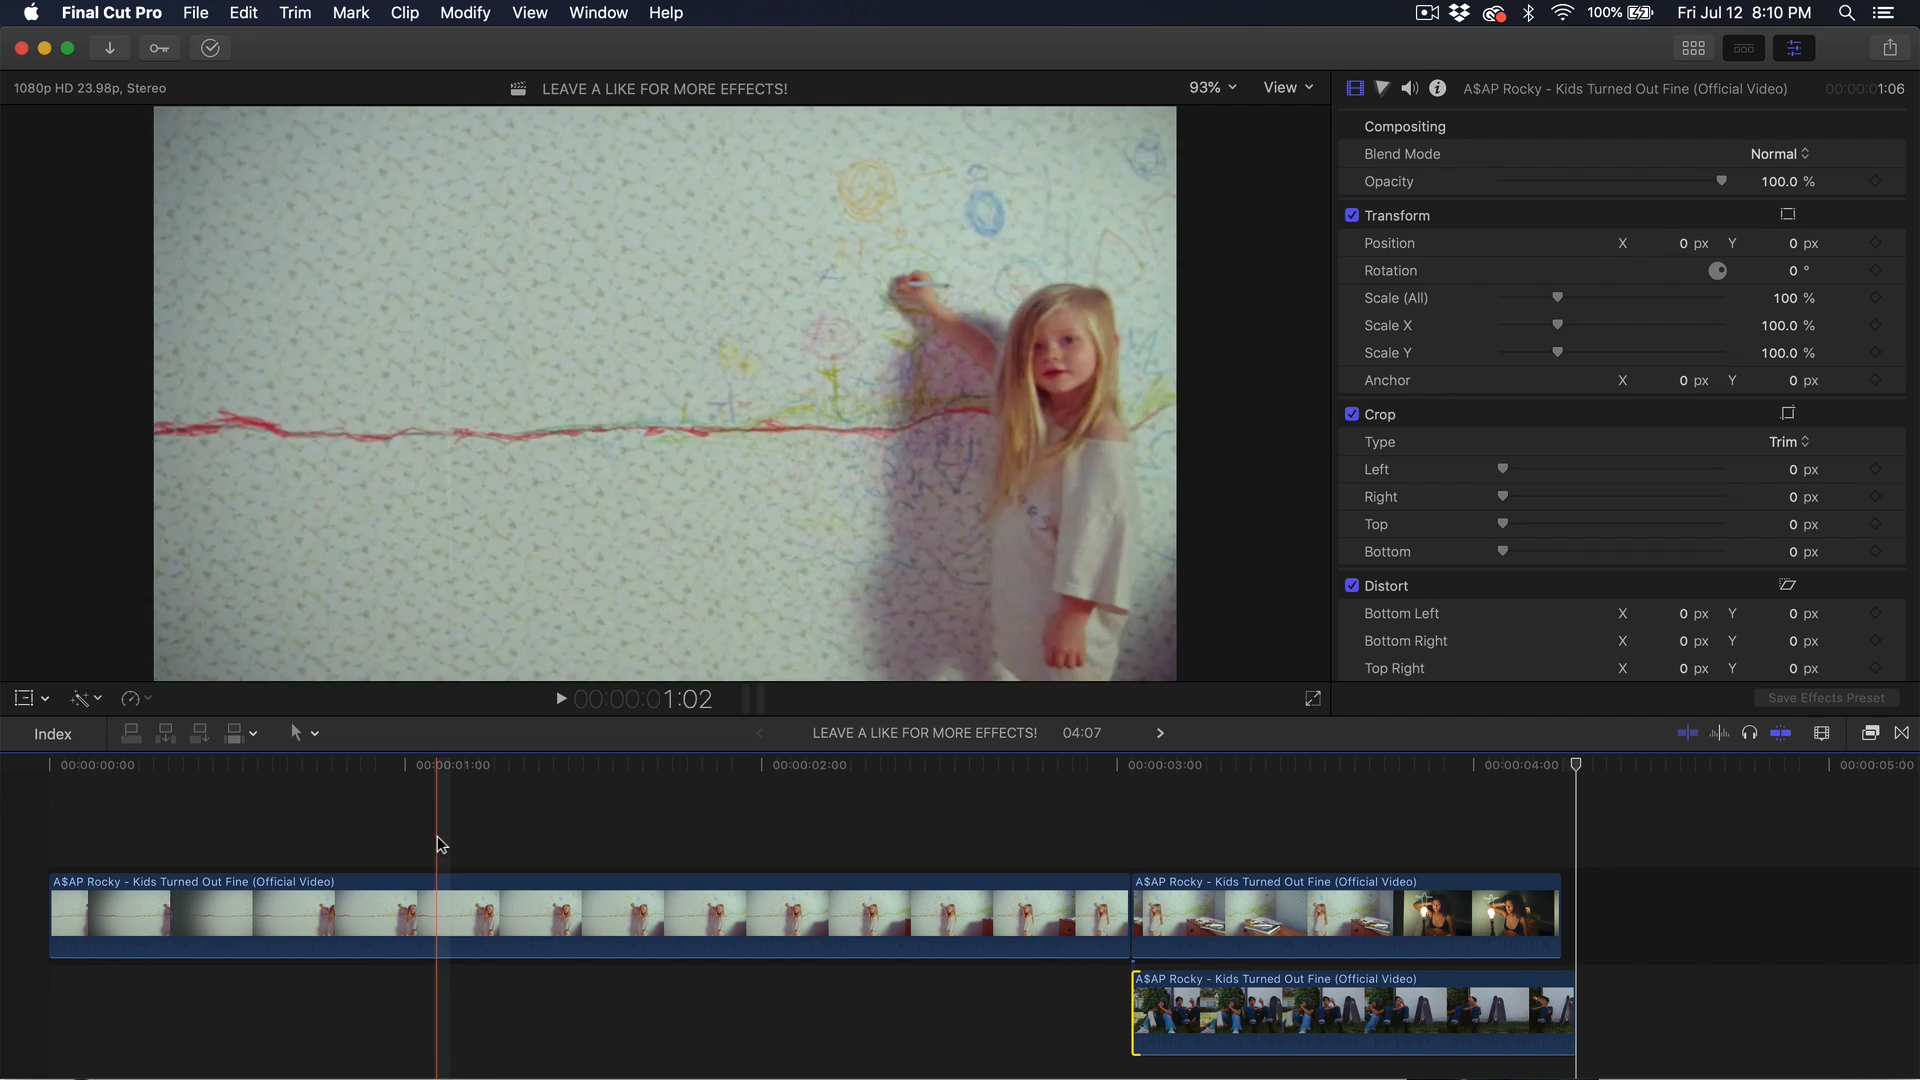 Final Cut Pro File Edit Trim Mark Clip Modify View Window Help 100% Fri Jul 12 8:10 PM
1080p HD 23.98p, Stereo LEAVE A LIKE FOR MORE EFFECTS! 93% View
A$AP Rocky - Kids Turned Out Fine (Official Video) 00:00:01:06
Compositing
Blend Mode Normal
Opacity 100.0 %
Transform
Position X 0 px Y 0 px
Rotation 0 °
Scale (All) 100 %
Scale X 100.0 %
Scale Y 100.0 %
Anchor X 0 px Y 0 px
Crop
Type Trim
Left 0 px
Right 0 px
Top 0 px
Bottom 0 px
Distort
Bottom Left X 0 px Y 0 px
Bottom Right X 0 px Y 0 px
Top Right X 0 px Y 0 px
00:00:01:02 Save Effects Preset
Index LEAVE A LIKE FOR MORE EFFECTS! 04:07
00:00:00:00 00:00:01:00 00:00:02:00 00:00:03:00 00:00:04:00 00:00:05:00
A$AP Rocky - Kids Turned Out Fine (Official Video) A$AP Rocky - Kids Turned Out Fine (Official Video)
A$AP Rocky - Kids Turned Out Fine (Official Video)